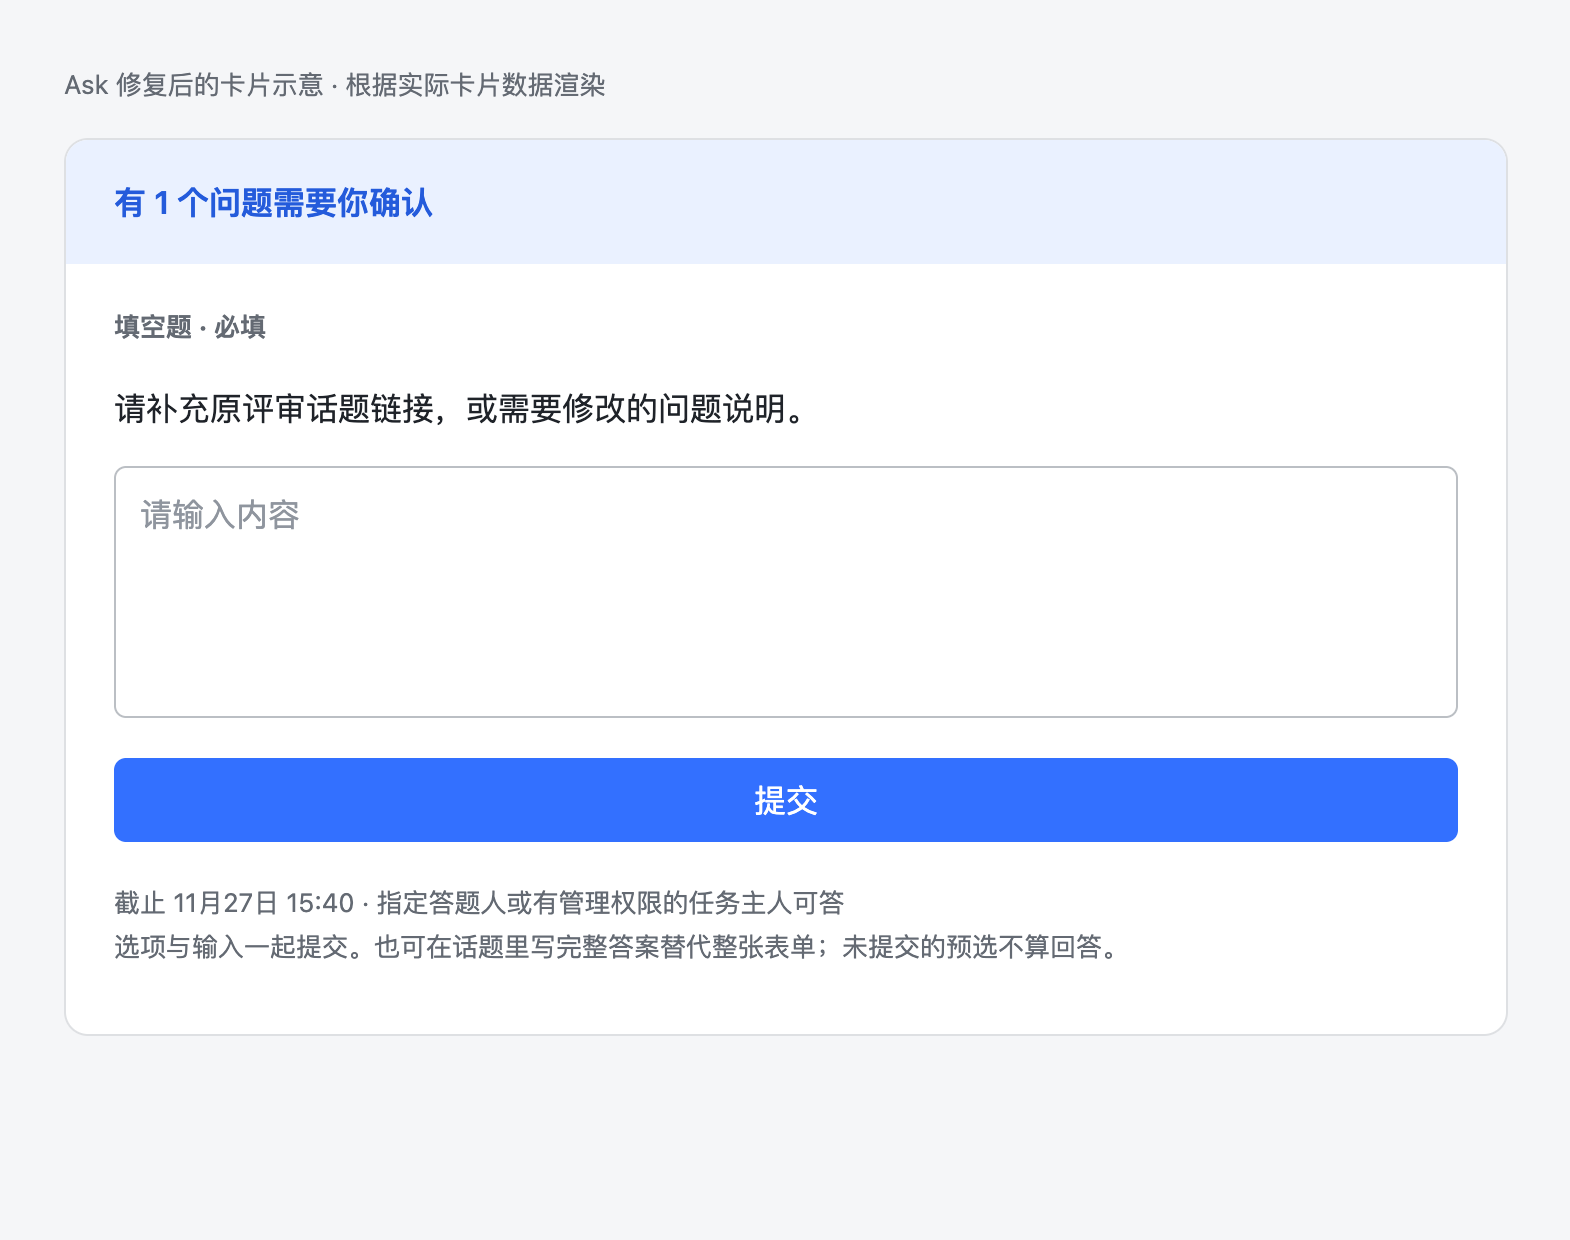 Ask 修复后的卡片示意 · 根据实际卡片数据渲染
有 1 个问题需要你确认
填空题 · 必填
请补充原评审话题链接，或需要修改的问题说明。
请输入内容
提交
截止 11月27日 15:40 · 指定答题人或有管理权限的任务主人可答
选项与输入一起提交。也可在话题里写完整答案替代整张表单；未提交的预选不算回答。